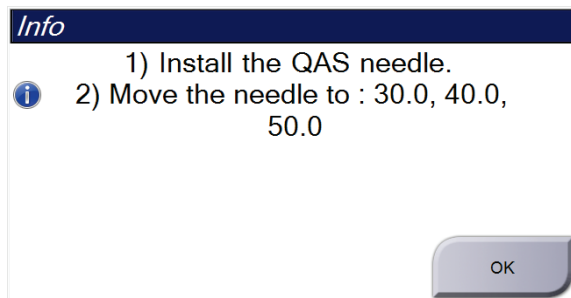 Info
1) Install the QAS needle.
2) Move the needle to : 30.0, 40.0,
50.0
OK